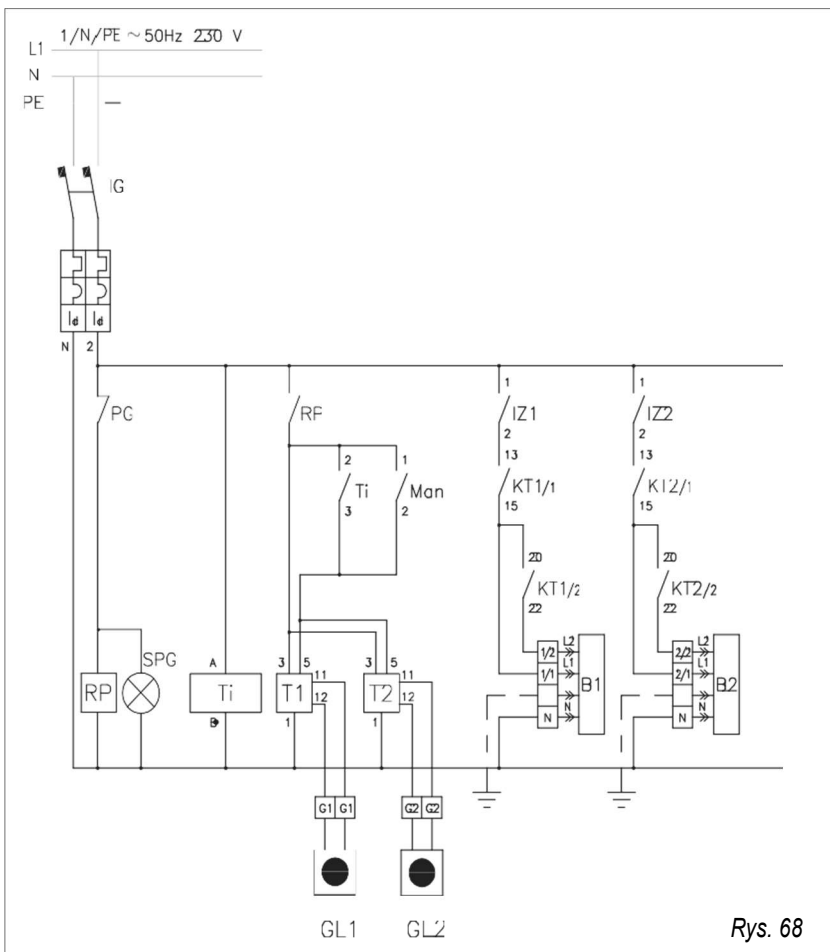 1/N/PE ~ 50Hz 230 V
L1
N
PE
IG
Id Id
N 2
PG
RP
2 1
Ti Man
3 2
1 1
IZ1 IZ2
2 2
13 13
KT1/1 KT2/1
15 15
20 20
KT1/2 KT2/2
22 22
SPG
RP
A
Ti
B
3 5
T1
11
12
1
3 5
T2
11
12
1
1/2 L2
1/1 L1
N N
B1
2/2 L2
2/1 L1
N N
B2
G1 G1 G2 G2
GL1 GL2
Rys. 68